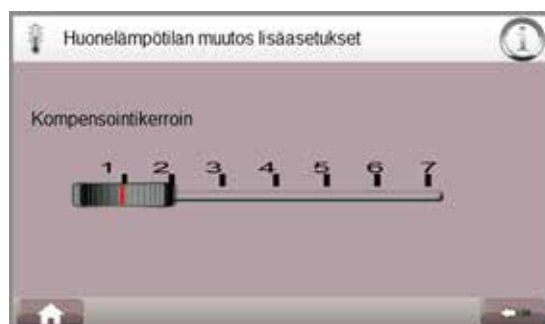 Huonelämpötilan muutos lisäasetukset
i
Kompensointikerroin
1 2 3 4 5 6 7